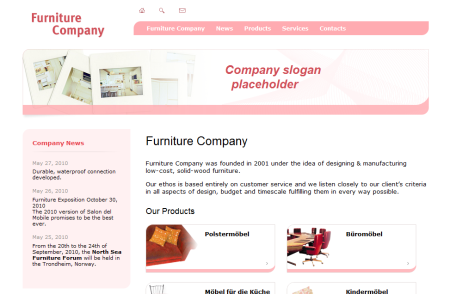 Furniture
Company
Furniture Company News Products Services Contacts
Company slogan
placeholder
Company News
May 27, 2010
Durable, waterproof connection
developed.
May 26, 2010
Furniture Exposition October 30,
2010
The 2010 version of Salon del
Mobile promises to be the best
ever.
May 25, 2010
From the 20th to the 24th of
September, 2010, the North Sea
Furniture Forum will be held in
the Trondheim, Norway.
Furniture Company
Furniture Company was founded in 2001 under the idea of designing & manufacturing
low-cost, solid-wood furniture.
Our ethos is based entirely on customer service and we listen closely to our client's criteria
in all aspects of design, budget and timescale fulfilling them in every way possible.
Our Products
Polstermöbel
Büromöbel
Möbel für die Küche
Kindermöbel